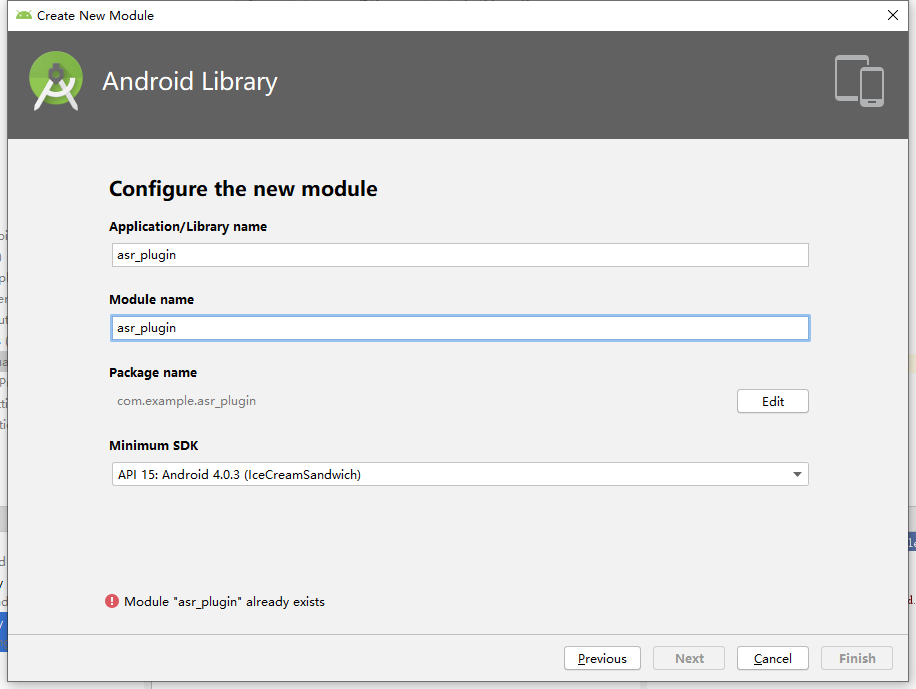 Create New Module
Android Library
Configure the new module
Application/Library name
asr_plugin
Module name
asr_plugin
Package name
com.example.asr_plugin
Edit
Minimum SDK
API 15: Android 4.0.3 (IceCreamSandwich)
Module "asr_plugin" already exists
Previous
Next
Cancel
Finish